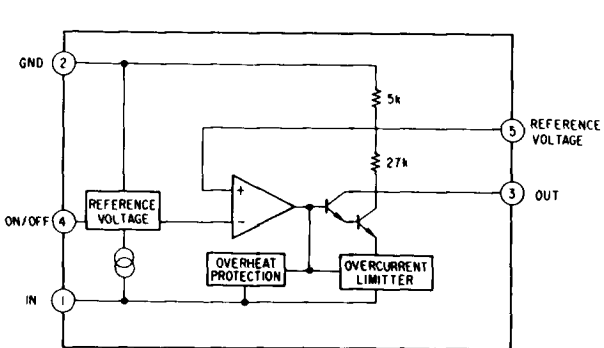 GND 2
5k
5 REFERENCE
VOLTAGE
27k
+
3 OUT
REFERENCE
VOLTAGE
ON/OFF 4
-
OVERHEAT
PROTECTION
OVERCURRENT
LIMITTER
IN 1